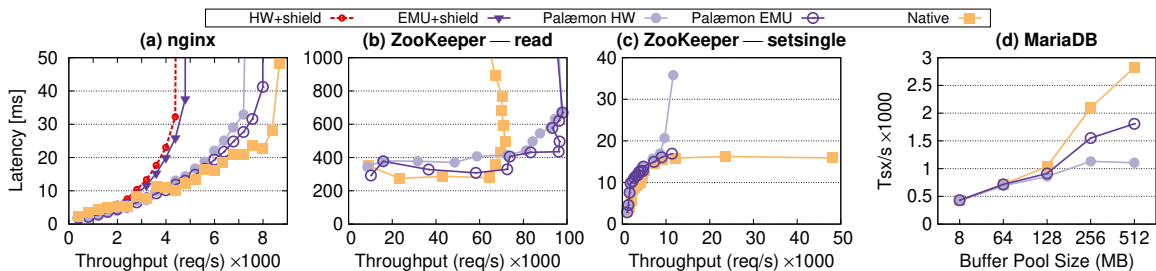 HW+shield EMU+shield Palæmon HW Palæmon EMU Native
(a) nginx (b) ZooKeeper — read (c) ZooKeeper — setsingle (d) MariaDB
Latency [ms]
50
40
30
20
10
0
0 2 4 6 8
Throughput (req/s) ×1000
1000
800
600
400
200
0
0 20 40 60 80 100
Throughput (req/s) ×1000
40
30
20
10
0
0 10 20 30 40 50
Throughput (req/s) ×1000
Tsx/s ×1000
3
2.5
2
1.5
1
0.5
0
8 64 128 256 512
Buffer Pool Size (MB)